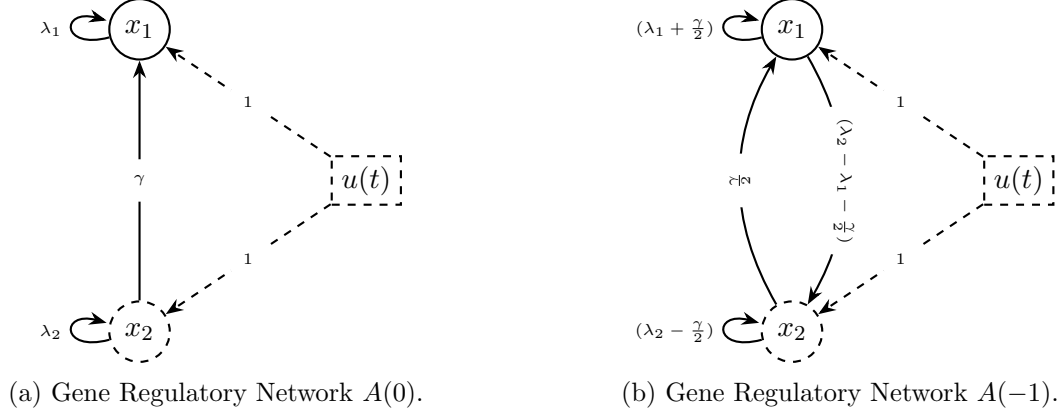 λ₁
x₁
1
γ
u(t)
1
λ₂
x₂
(a) Gene Regulatory Network A(0).
(λ₁ + γ/2)
x₁
1
(λ₂ − λ₁ − γ/2)
γ/2
u(t)
1
(λ₂ − γ/2)
x₂
(b) Gene Regulatory Network A(−1).